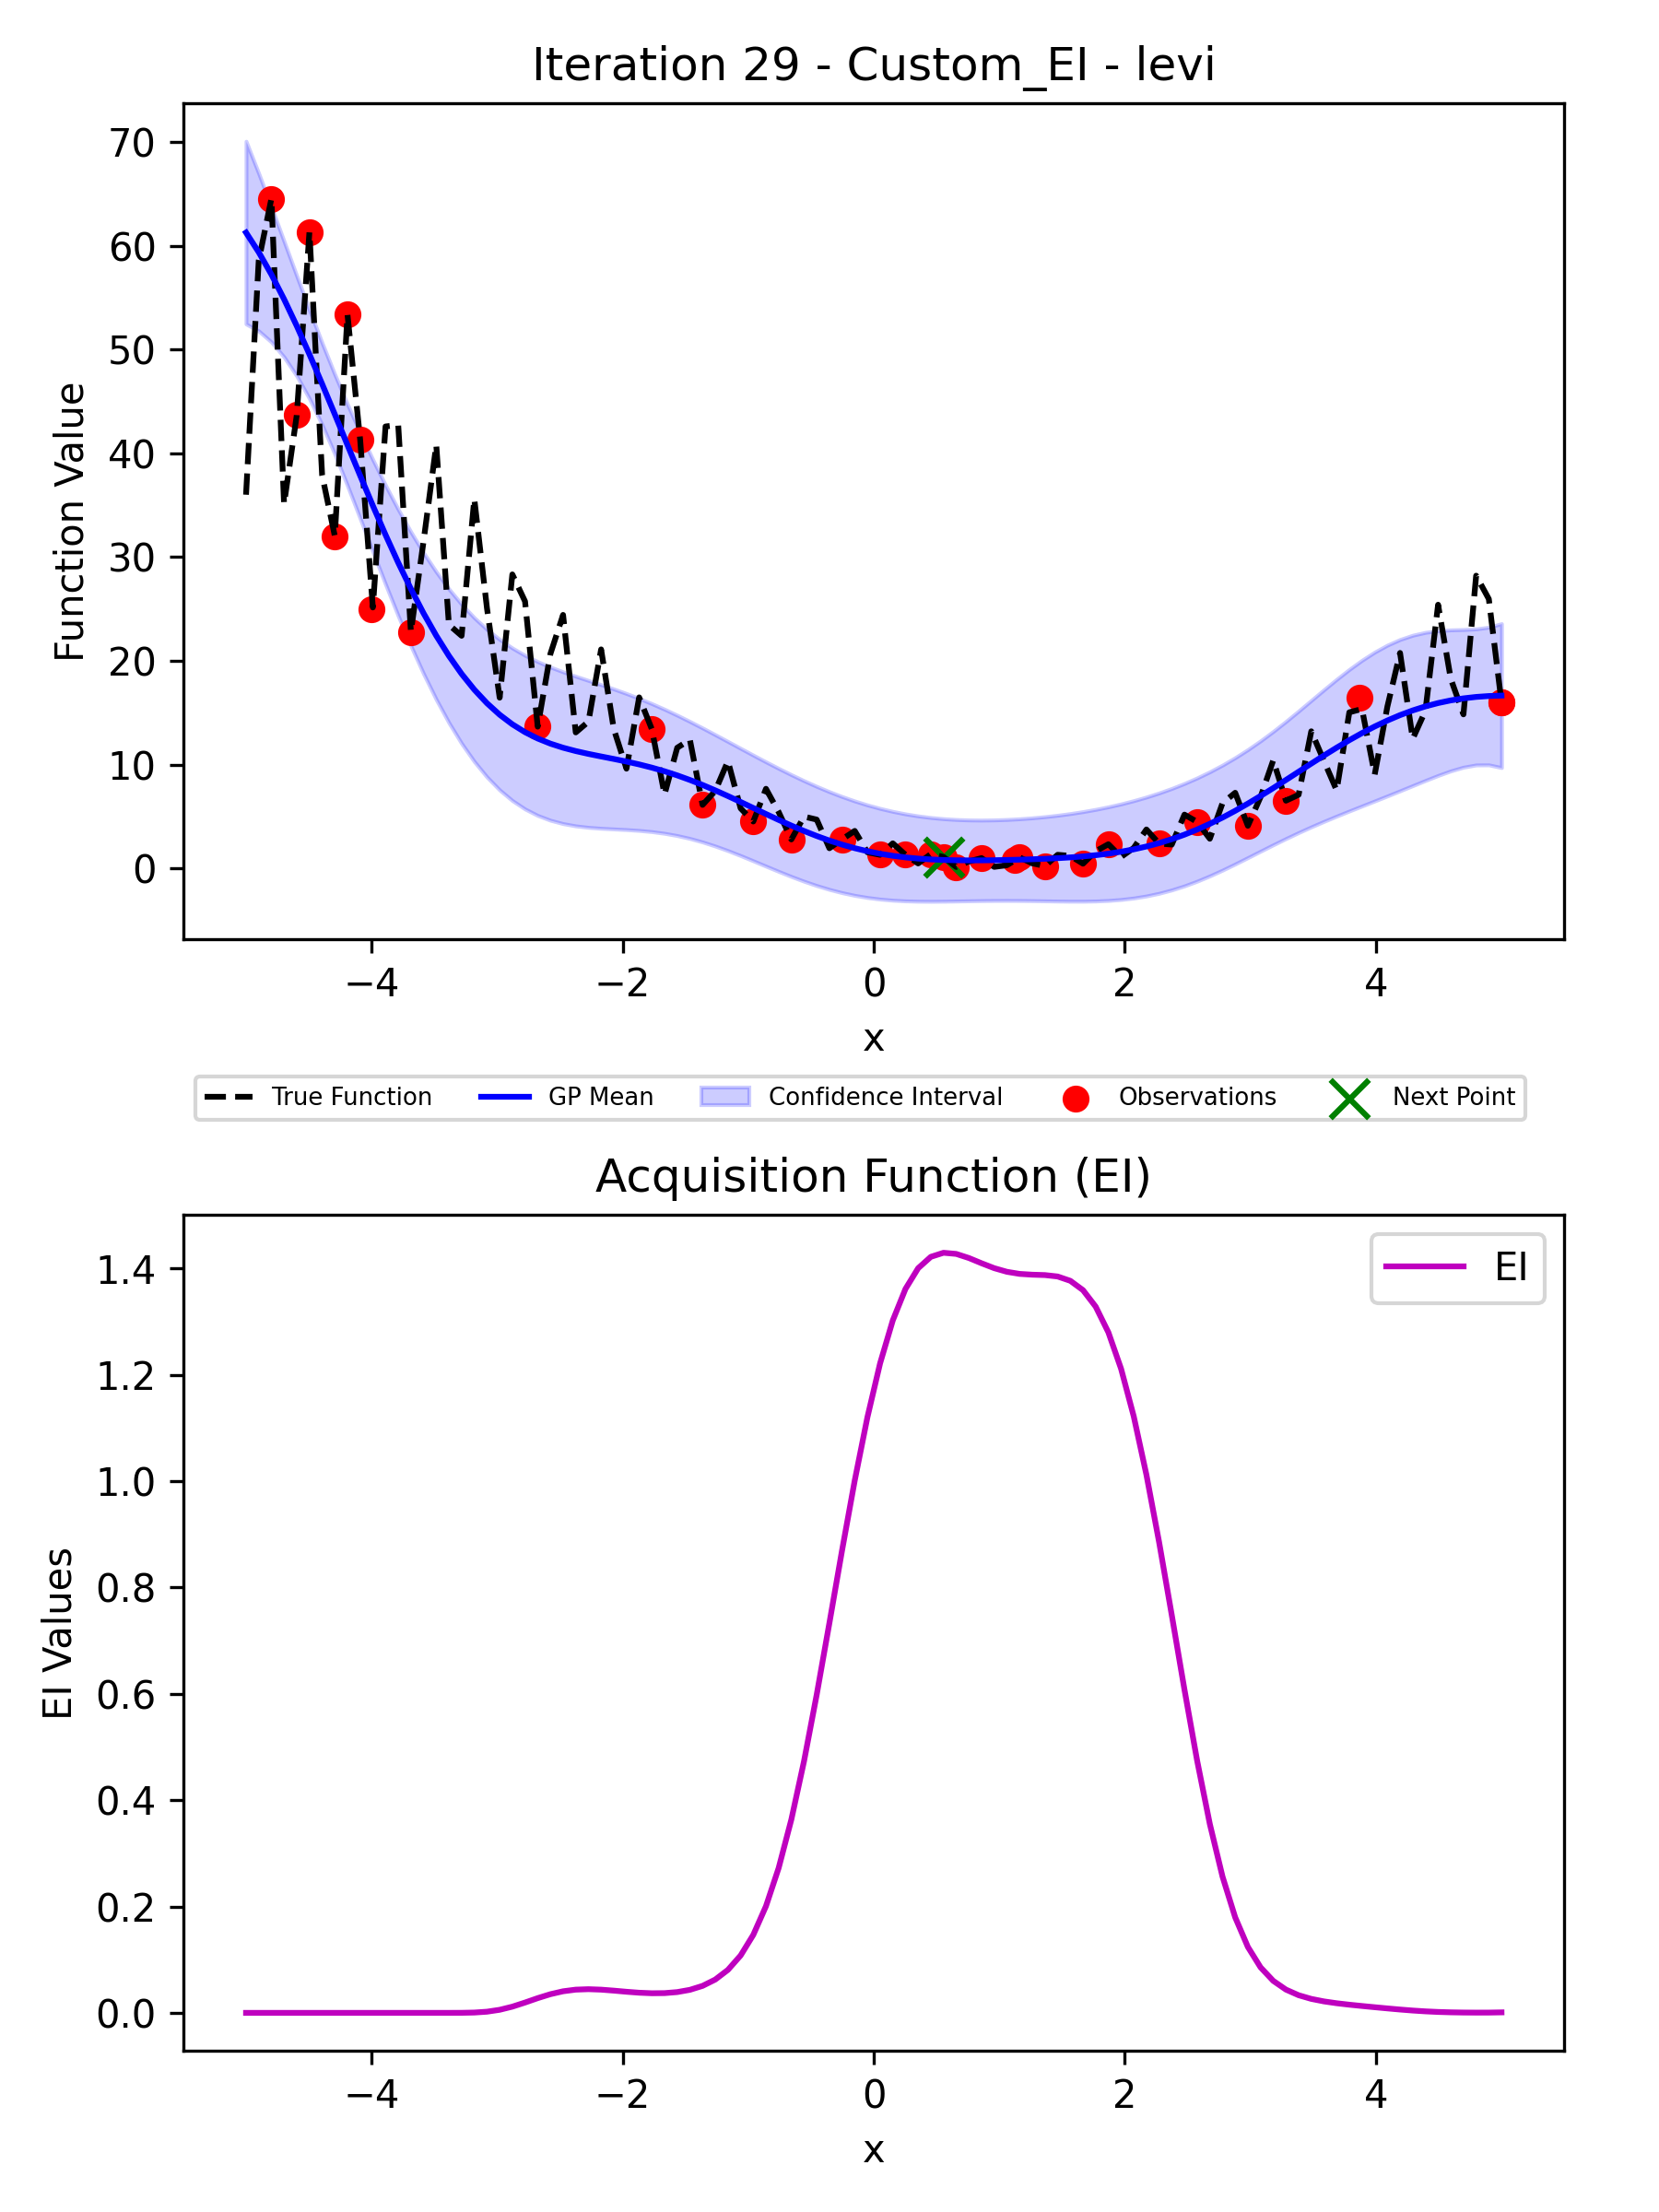 Iteration 29 - Custom_EI - levi
Function Value
70
60
50
40
30
20
10
0
−4 −2 0 2 4
x
True Function GP Mean Confidence Interval Observations Next Point
Acquisition Function (EI)
EI Values
1.4
1.2
1.0
0.8
0.6
0.4
0.2
0.0
EI
−4 −2 0 2 4
x